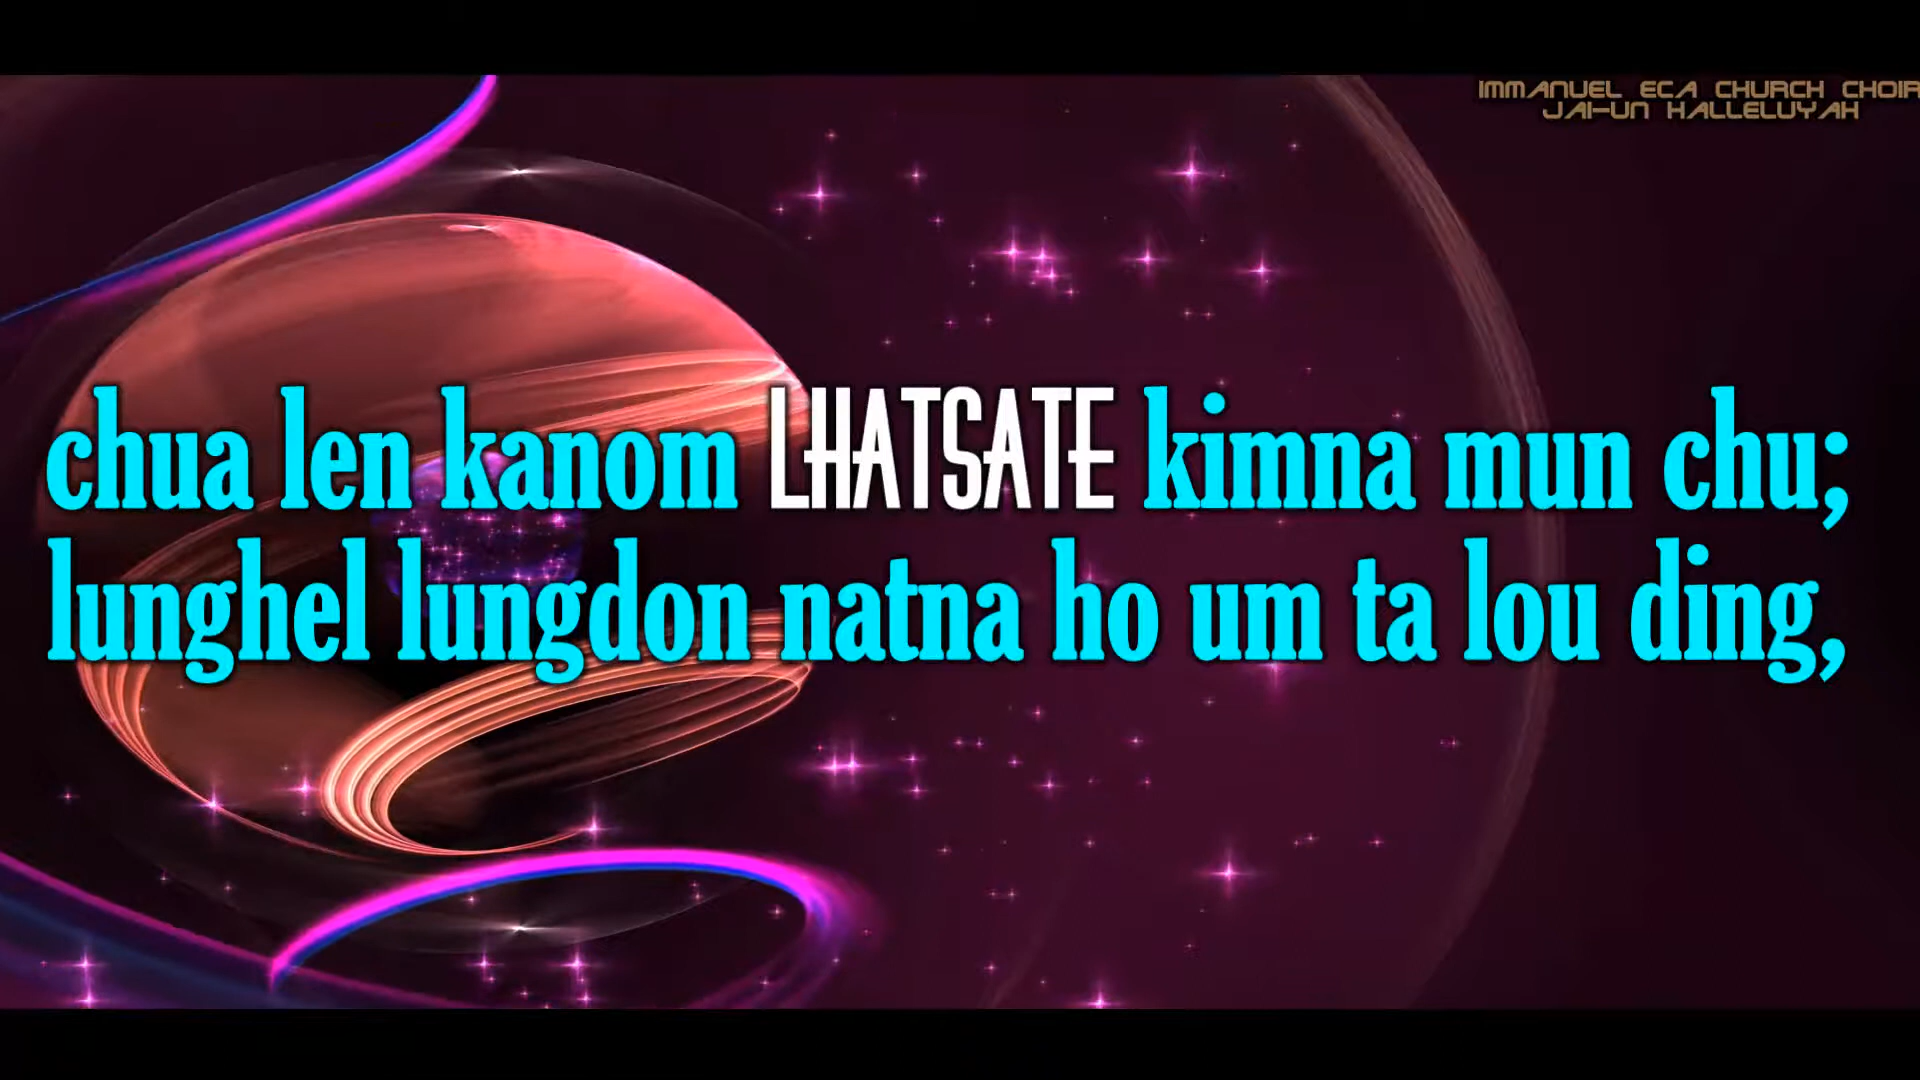 IMMANUEL ECA CHURCH CHOIR
JAI-UN HALLELUYAH
chua len kanom LHATSATE kimna mun chu;
lunghel lungdon natna ho um ta lou ding,